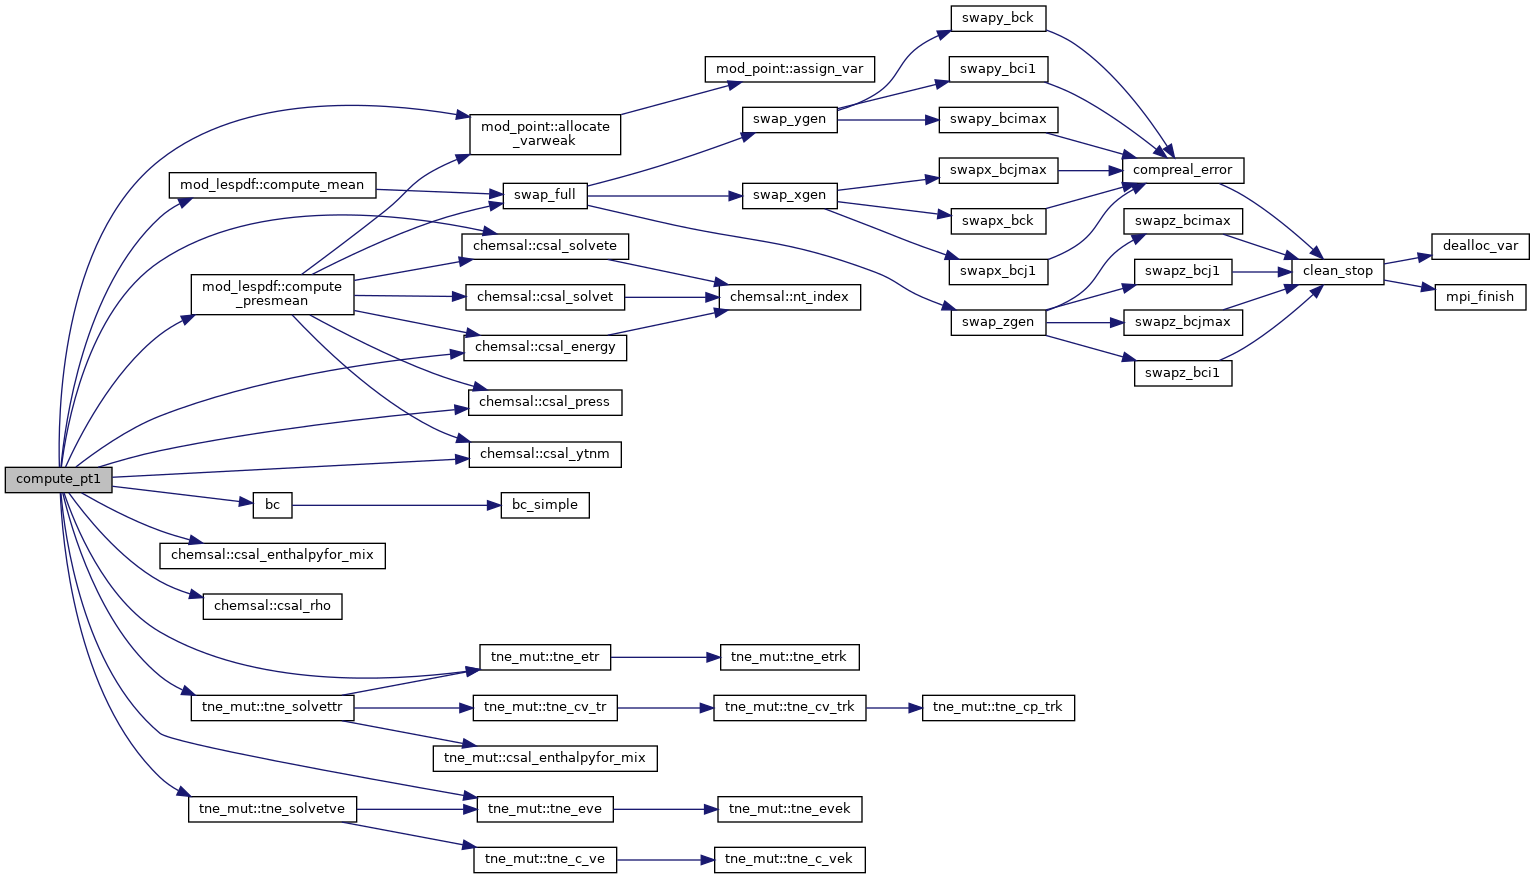 swapy_bck
mod_point::assign_var
swapy_bci1
mod_point::allocate
_varweak
swap_ygen
swapy_bcimax
mod_lespdf::compute_mean
swap_full
swap_xgen
swapx_bcjmax
compreal_error
swapx_bck
swapz_bcimax
chemsal::csal_solvete
swapx_bcj1
swapz_bcj1
clean_stop
dealloc_var
mod_lespdf::compute
_presmean
chemsal::csal_solvet
chemsal::nt_index
mpi_finish
swap_zgen
swapz_bcjmax
chemsal::csal_energy
swapz_bci1
chemsal::csal_press
chemsal::csal_ytnm
compute_pt1
bc
bc_simple
chemsal::csal_enthalpyfor_mix
chemsal::csal_rho
tne_mut::tne_etr
tne_mut::tne_etrk
tne_mut::tne_solvettr
tne_mut::tne_cv_tr
tne_mut::tne_cv_trk
tne_mut::tne_cp_trk
tne_mut::csal_enthalpyfor_mix
tne_mut::tne_solvetve
tne_mut::tne_eve
tne_mut::tne_evek
tne_mut::tne_c_ve
tne_mut::tne_c_vek